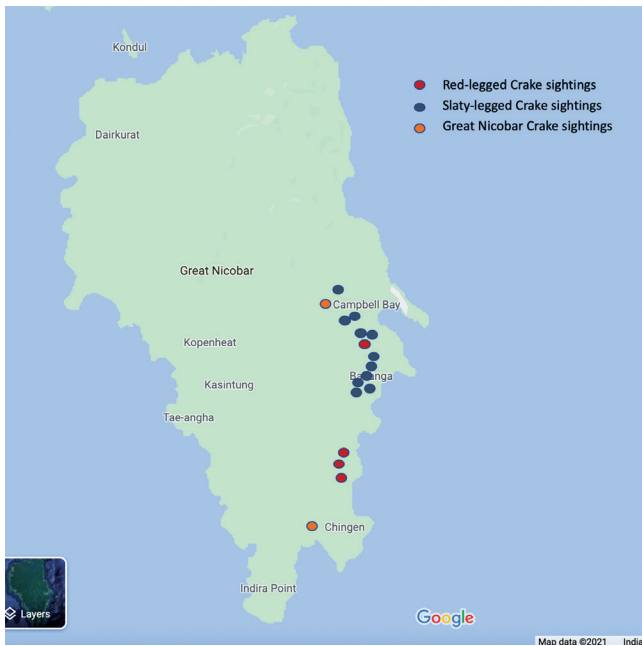 Kondul
Red-legged Crake sightings
Slaty-legged Crake sightings
Great Nicobar Crake sightings
Dairkurat
Great Nicobar
Campbell Bay
Kopenheat
Kasintung
Tae-angha
Chingen
Indira Point
Layers
Google
Map data ©2021 India